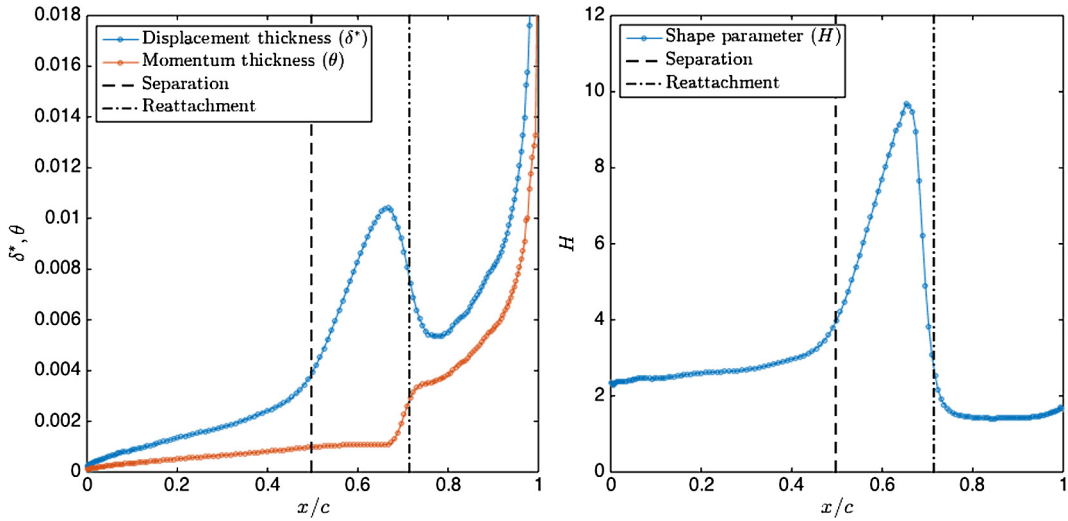 0.018
0.016
0.014
0.012
0.01
0.008
0.006
0.004
0.002
0
δ*, θ
Displacement thickness (δ*)
Momentum thickness (θ)
Separation
Reattachment
0 0.2 0.4 0.6 0.8 1
x/c
12
10
8
6
4
2
0
H
Shape parameter (H)
Separation
Reattachment
0 0.2 0.4 0.6 0.8 1
x/c